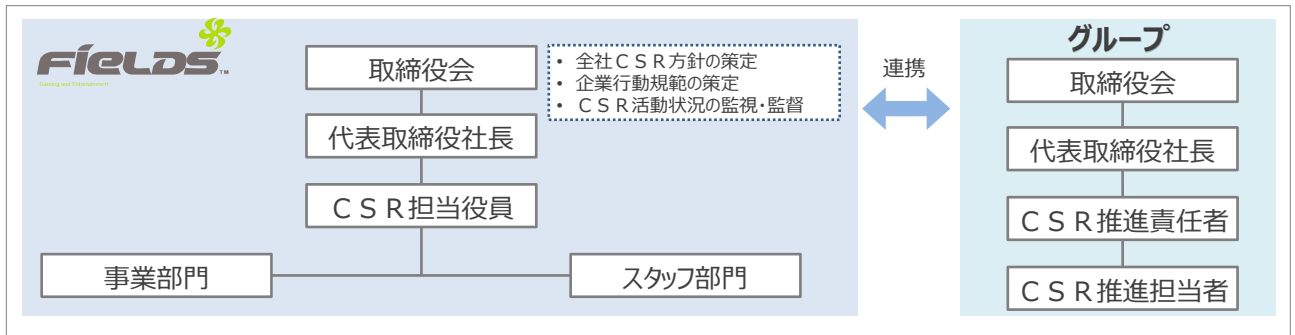 FIELDS™
Gaming and Entertainment
取締役会
• 全社ＣＳＲ方針の策定
• 企業行動規範の策定
• ＣＳＲ活動状況の監視・監督
代表取締役社長
ＣＳＲ担当役員
事業部門
スタッフ部門
連携
グループ
取締役会
代表取締役社長
ＣＳＲ推進責任者
ＣＳＲ推進担当者